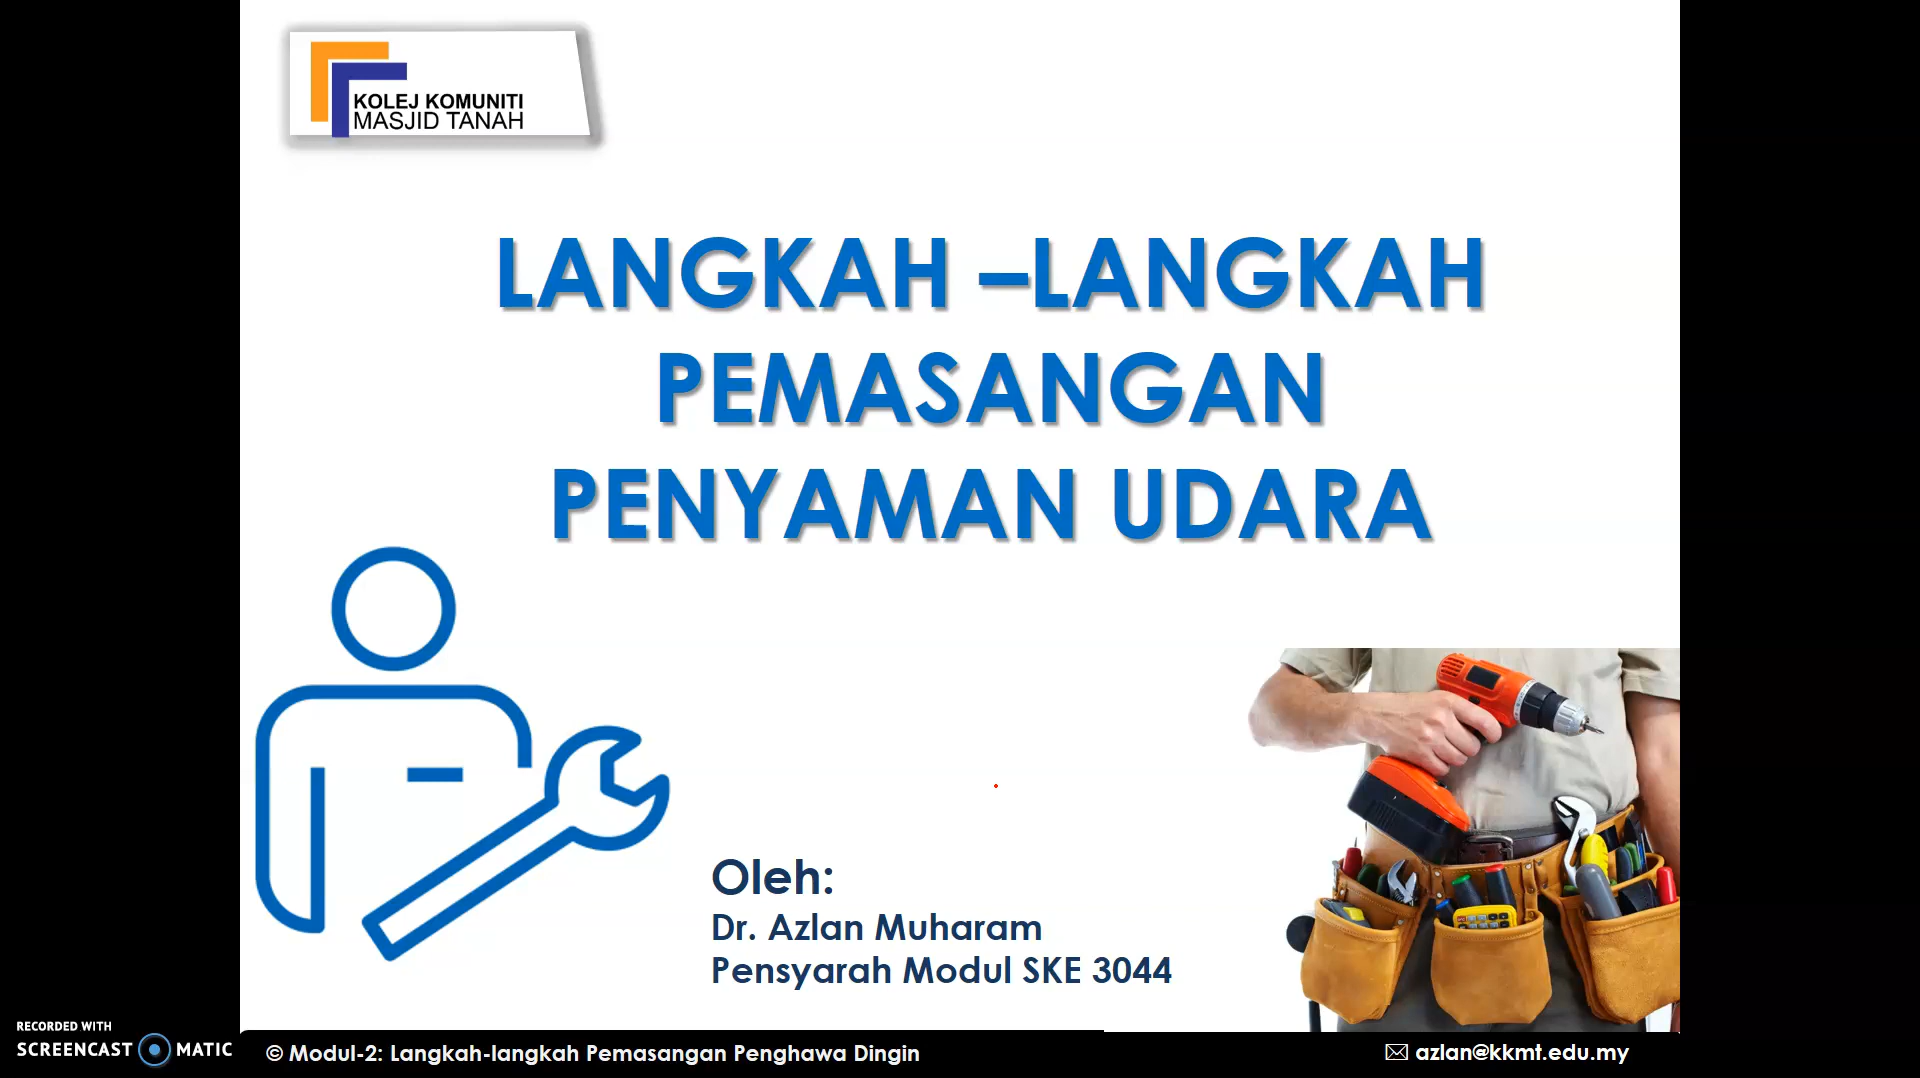 KOLEJ KOMUNITI
MASJID TANAH
LANGKAH –LANGKAH
PEMASANGAN
PENYAMAN UDARA
Oleh:
Dr. Azlan Muharam
Pensyarah Modul SKE 3044
RECORDED WITH
SCREENCAST MATIC
© Modul-2: Langkah-langkah Pemasangan Penghawa Dingin
azlan@kkmt.edu.my